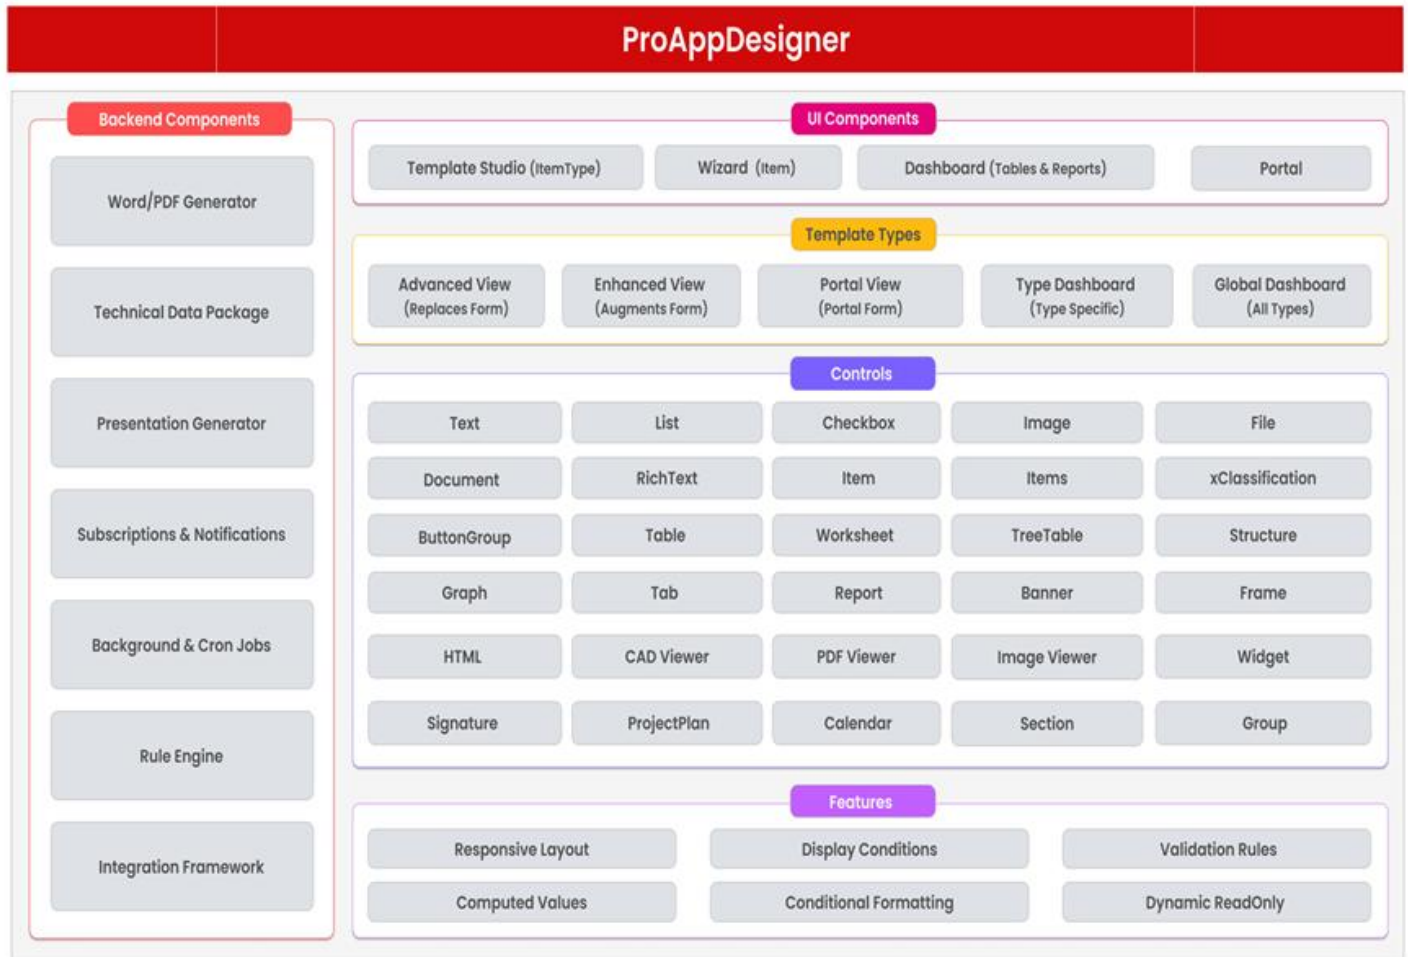 ProAppDesigner
Backend Components
Word/PDF Generator
Technical Data Package
Presentation Generator
Subscriptions & Notifications
Background & Cron Jobs
Rule Engine
Integration Framework
UI Components
Template Studio (ItemType)
Wizard (Item)
Dashboard (Tables & Reports)
Portal
Template Types
Advanced View
(Replaces Form)
Enhanced View
(Augments Form)
Portal View
(Portal Form)
Type Dashboard
(Type Specific)
Global Dashboard
(All Types)
Controls
Text
List
Checkbox
Image
File
Document
RichText
Item
Items
xClassification
ButtonGroup
Table
Worksheet
TreeTable
Structure
Graph
Tab
Report
Banner
Frame
HTML
CAD Viewer
PDF Viewer
Image Viewer
Widget
Signature
ProjectPlan
Calendar
Section
Group
Features
Responsive Layout
Display Conditions
Validation Rules
Computed Values
Conditional Formatting
Dynamic ReadOnly